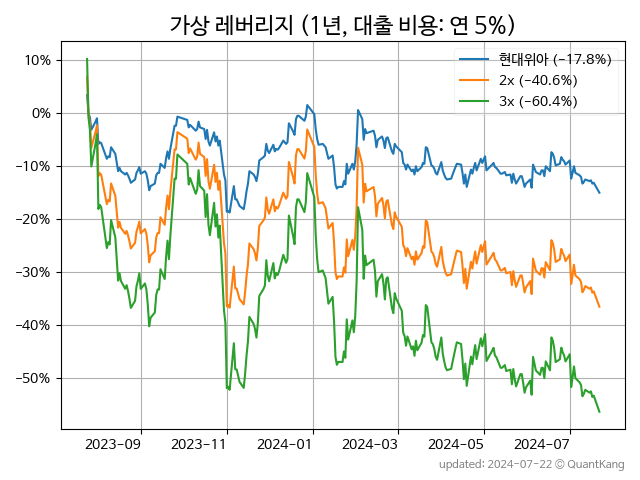 가상 레버리지 (1년, 대출 비용: 연 5%)
현대위아 (−17.8%)
2x (−40.6%)
3x (−60.4%)
10%
0%
−10%
−20%
−30%
−40%
−50%
2023-09 2023-11 2024-01 2024-03 2024-05 2024-07
updated: 2024-07-22 © QuantKang